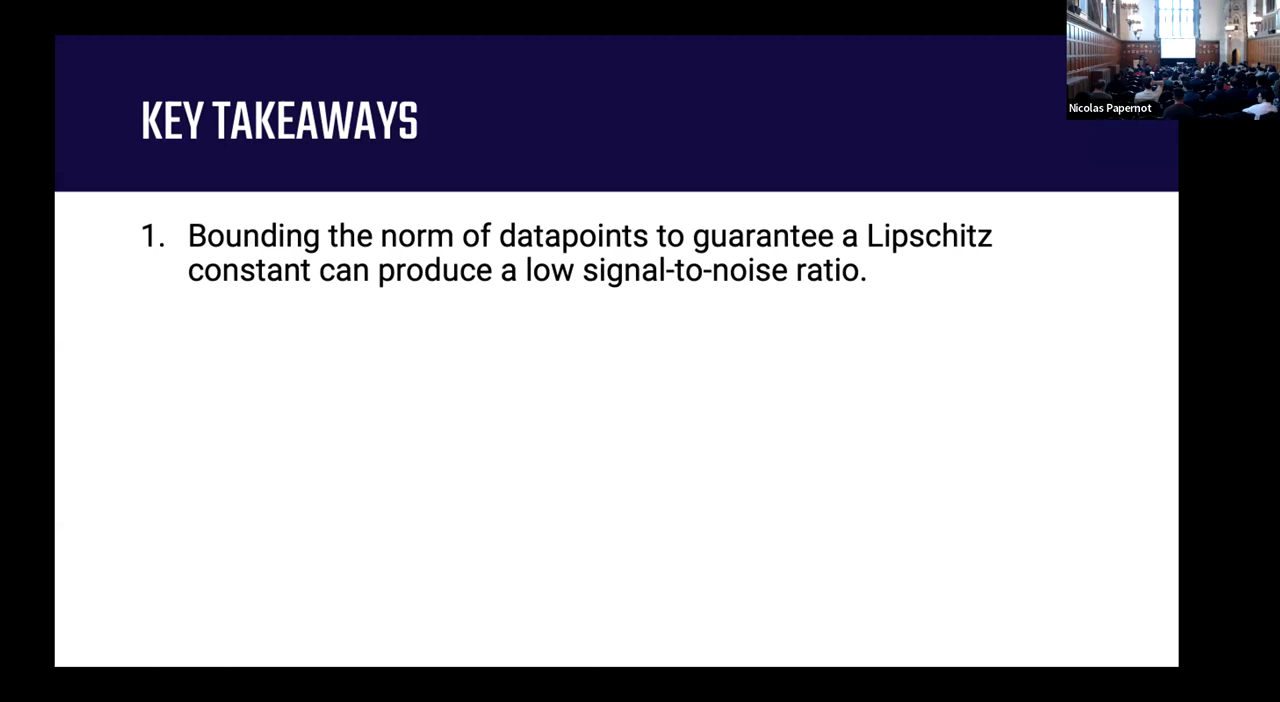 KEY TAKEAWAYS
Nicolas Papernot
1. Bounding the norm of datapoints to guarantee a Lipschitz
constant can produce a low signal-to-noise ratio.